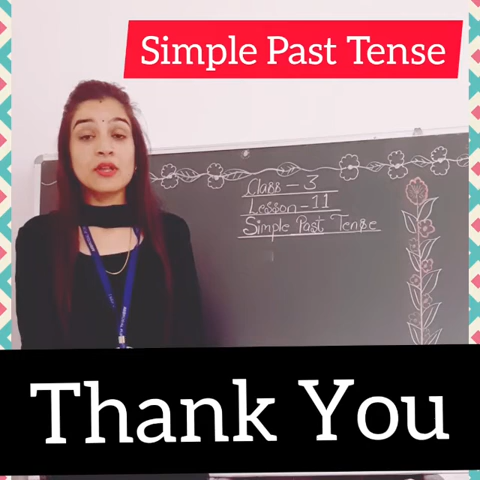 Simple Past Tense
Class - 3
Lesson - 11
Simple Past Tense
Thank You